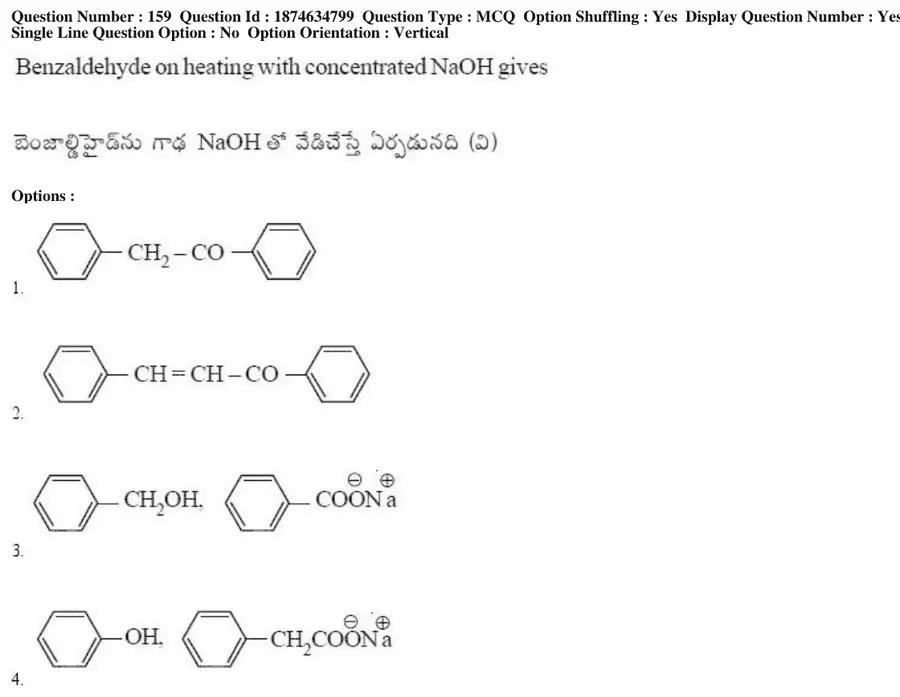 Question Number : 159 Question Id : 1874634799 Question Type : MCQ Option Shuffling : Yes Display Question Number : Yes
Single Line Question Option : No Option Orientation : Vertical
Benzaldehyde on heating with concentrated NaOH gives
బెంజాల్డిహైడ్‌ను గాఢ NaOH తో వేడిచేస్తే ఏర్పడునది (వి)
Options :
CH₂ – CO
1.
CH = CH – CO
2.
CH₂OH, COO⊖Na⊕
3.
OH, CH₂COO⊖Na⊕
4.